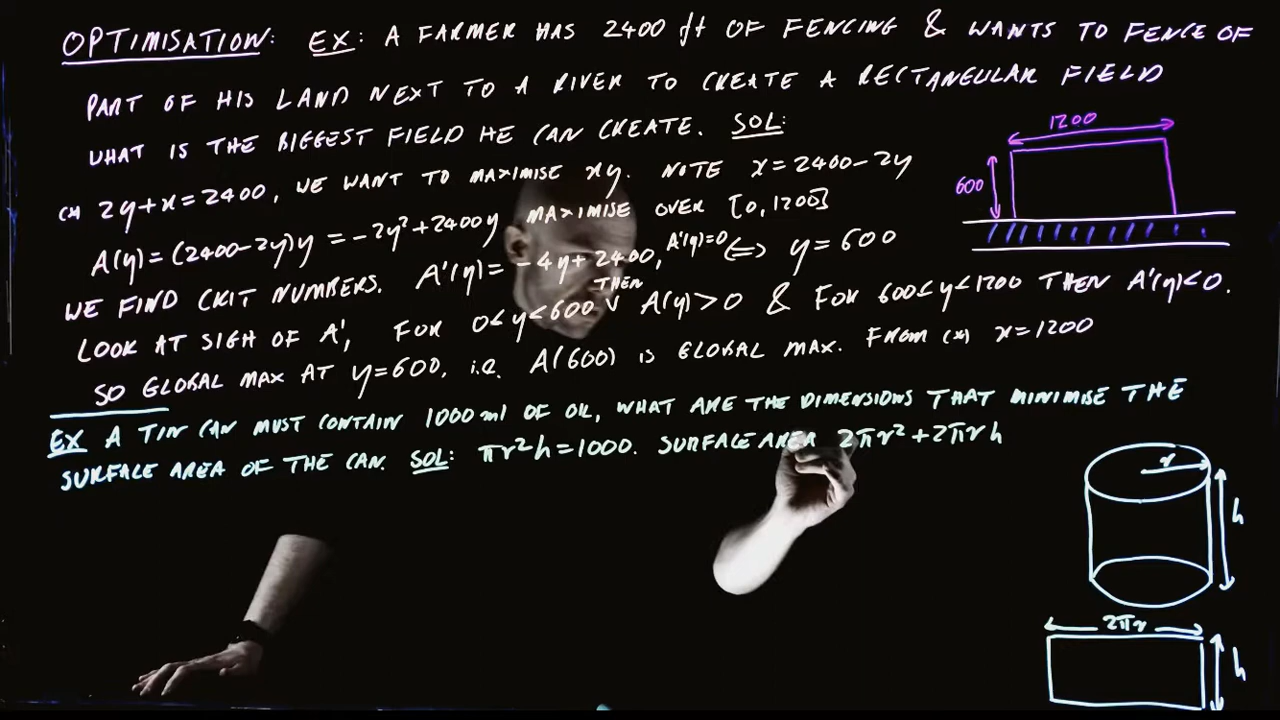 OPTIMISATION: EX: A FARMER HAS 2400 ft OF FENCING & WANTS TO FENCE OF
PART OF HIS LAND NEXT TO A RIVER TO CREATE A RECTANGULAR FIELD
WHAT IS THE BIGGEST FIELD HE CAN CREATE. SOL:
(*) 2y+x=2400, WE WANT TO MAXIMISE xy. NOTE x=2400-2y
A(y)=(2400-2y)y=-2y²+2400y MAXIMISE OVER [0,1200]
WE FIND CRIT NUMBERS. A'(y)=-4y+2400, A'(y)=0 ⇔ y=600
LOOK AT SIGN OF A', FOR 0<y<600 THEN A(y)>0 & FOR 600<y<1200 THEN A'(y)<0.
SO GLOBAL MAX AT y=600, i.e. A(600) IS GLOBAL MAX. FROM (*) x=1200
1200
600
EX A TIN CAN MUST CONTAIN 1000 ml OF OIL, WHAT ARE THE DIMENSIONS THAT MINIMISE THE
SURFACE AREA OF THE CAN. SOL: πr²h=1000. SURFACE AREA 2πr²+2πrh
r
h
2πr
h